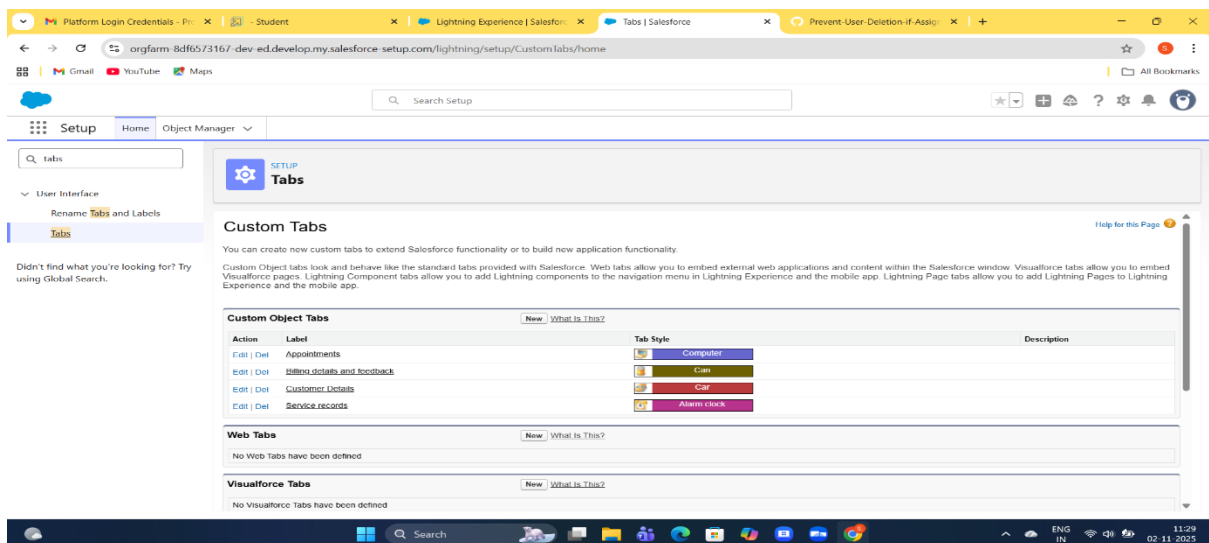 Platform Login Credentials - Pro
- Student
Lightning Experience | Salesforc
Tabs | Salesforce
Prevent-User-Deletion-if-Assign
orgfarm-8df6573167-dev-ed.develop.my.salesforce-setup.com/lightning/setup/CustomTabs/home
S
Gmail
YouTube
Maps
All Bookmarks
Search Setup
Setup
Home
Object Manager
tabs
User Interface
Rename Tabs and Labels
Tabs
Didn't find what you're looking for? Try
using Global Search.
SETUP
Tabs
Custom Tabs
Help for this Page
You can create new custom tabs to extend Salesforce functionality or to build new application functionality.
Custom Object tabs look and behave like the standard tabs provided with Salesforce. Web tabs allow you to embed external web applications and content within the Salesforce window. Visualforce tabs allow you to embed
Visualforce pages. Lightning Component tabs allow you to add Lightning components to the navigation menu in Lightning Experience and the mobile app. Lightning Page tabs allow you to add Lightning Pages to Lightning
Experience and the mobile app.
Custom Object Tabs New What Is This?
Action Label Tab Style Description
Edit | Del Appointments Computer
Edit | Del Billing details and feedback Can
Edit | Del Customer Details Car
Edit | Del Service records Alarm clock
Web Tabs New What Is This?
No Web Tabs have been defined
Visualforce Tabs New What Is This?
No Visualforce Tabs have been defined
Search
ENG
IN
11:29
02-11-2025